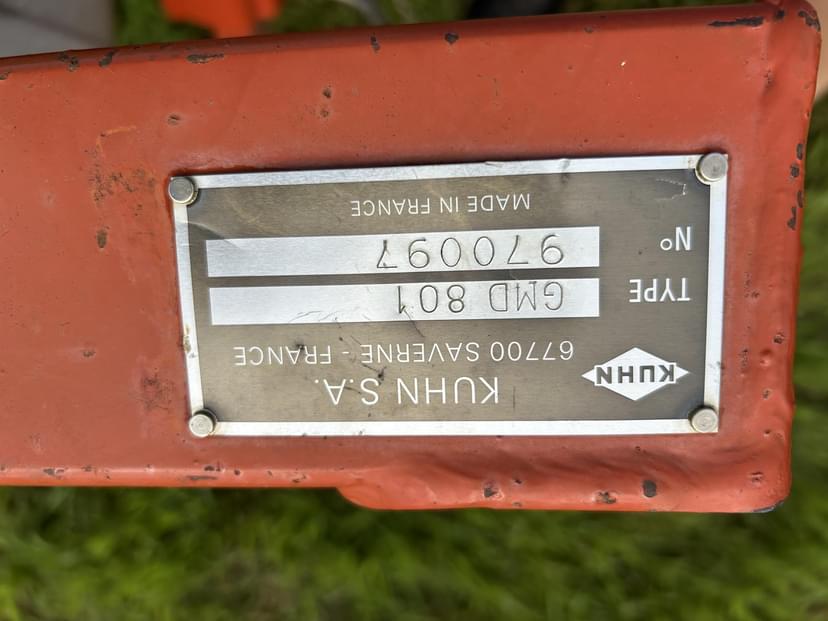 KUHN S.A.
KUHN
67700 SAVERNE - FRANCE
TYPE GMD 801
N° 970097
MADE IN FRANCE